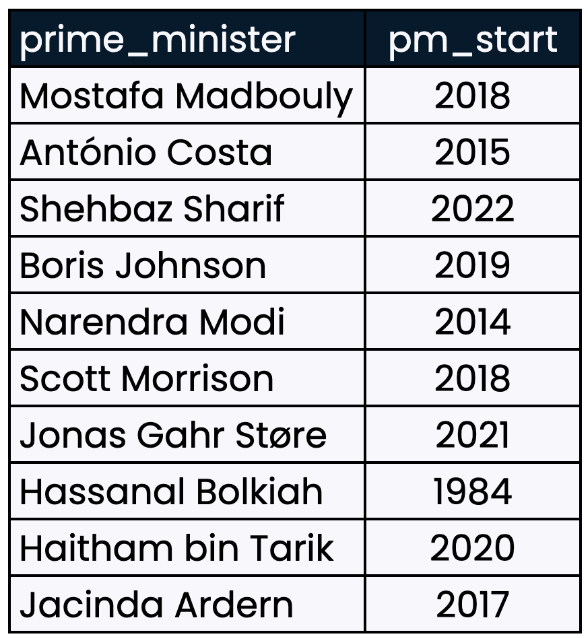 prime_minister pm_start
Mostafa Madbouly 2018
António Costa 2015
Shehbaz Sharif 2022
Boris Johnson 2019
Narendra Modi 2014
Scott Morrison 2018
Jonas Gahr Støre 2021
Hassanal Bolkiah 1984
Haitham bin Tarik 2020
Jacinda Ardern 2017